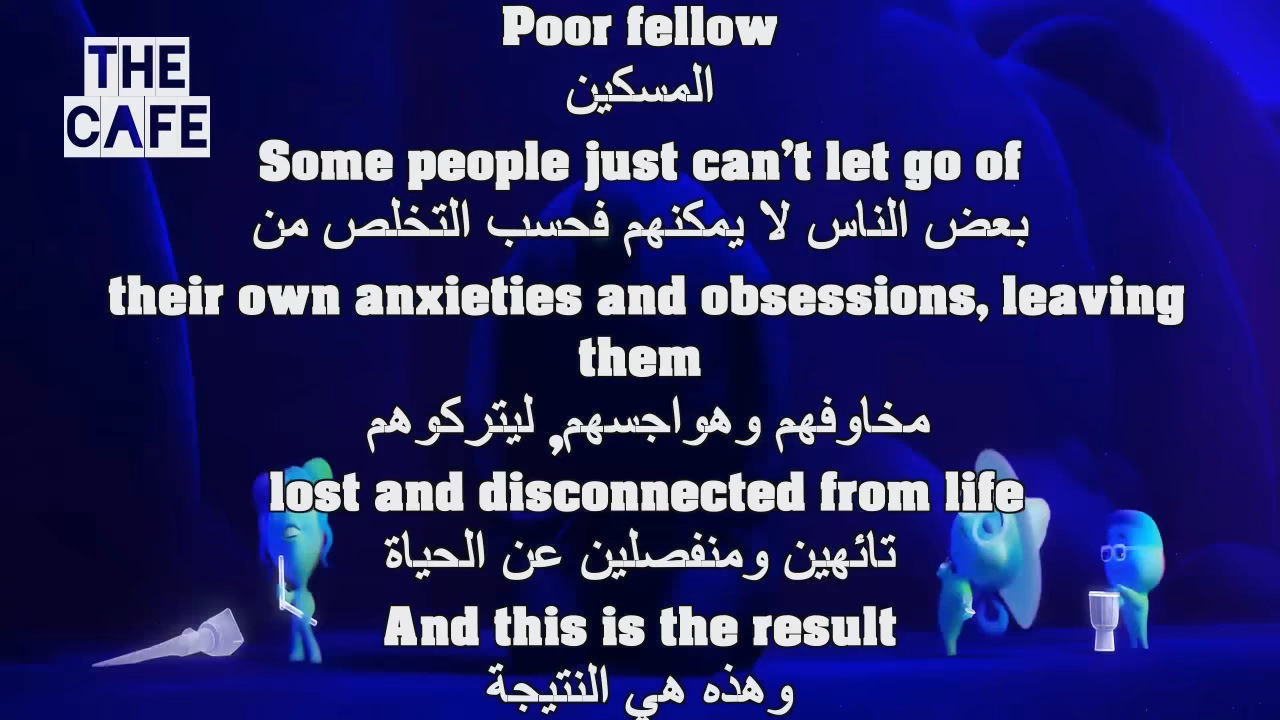 THE
CAFE
Poor fellow
المسكين
Some people just can't let go of
بعض الناس لا يمكنهم فحسب التخلص من
their own anxieties and obsessions, leaving
them
مخاوفهم وهواجسهم, ليتركوهم
lost and disconnected from life
تائهين ومنفصلين عن الحياة
And this is the result
وهذه هي النتيجة